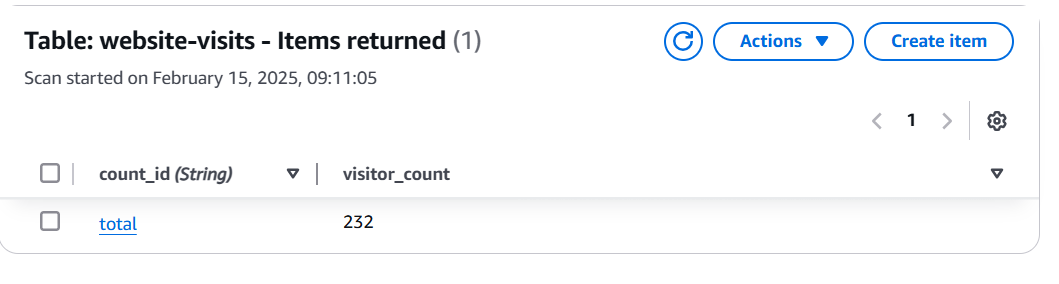 Table: website-visits - Items returned (1)
Actions
Create item
Scan started on February 15, 2025, 09:11:05
1
count_id (String)
visitor_count
total
232